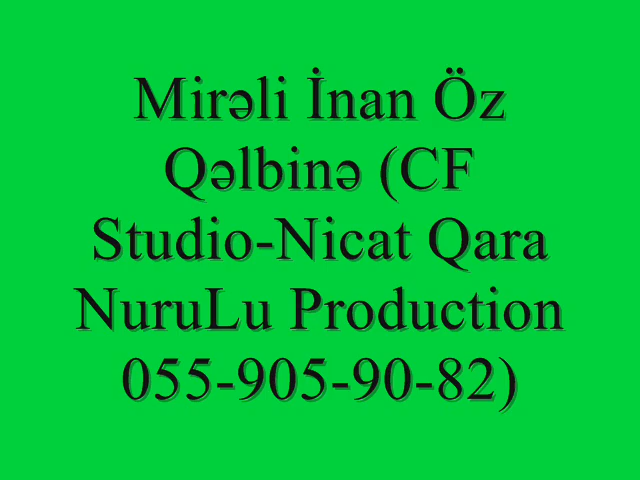 Mirəli İnan Öz
Qəlbinə (CF
Studio-Nicat Qara
NuruLu Production
055-905-90-82)